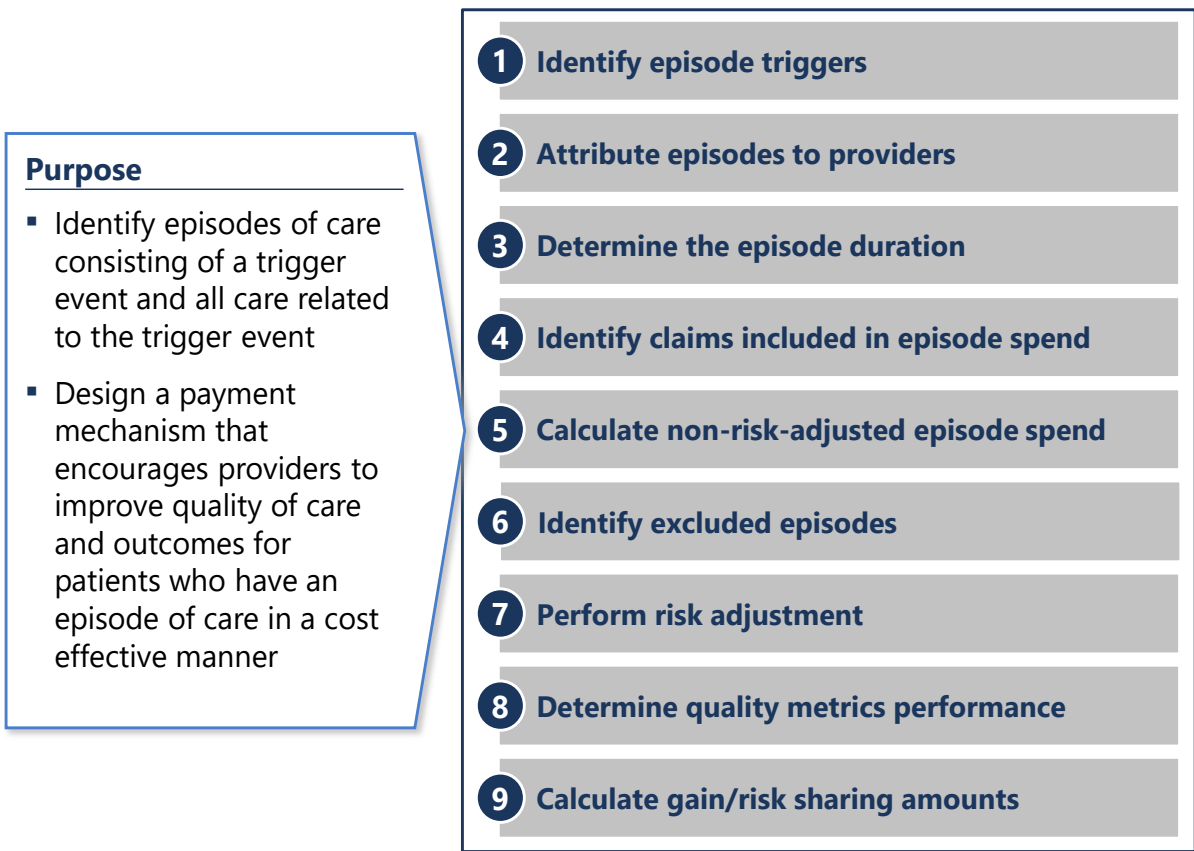 Purpose
▪ Identify episodes of care
consisting of a trigger
event and all care related
to the trigger event
▪ Design a payment
mechanism that
encourages providers to
improve quality of care
and outcomes for
patients who have an
episode of care in a cost
effective manner
1 Identify episode triggers
2 Attribute episodes to providers
3 Determine the episode duration
4 Identify claims included in episode spend
5 Calculate non-risk-adjusted episode spend
6 Identify excluded episodes
7 Perform risk adjustment
8 Determine quality metrics performance
9 Calculate gain/risk sharing amounts